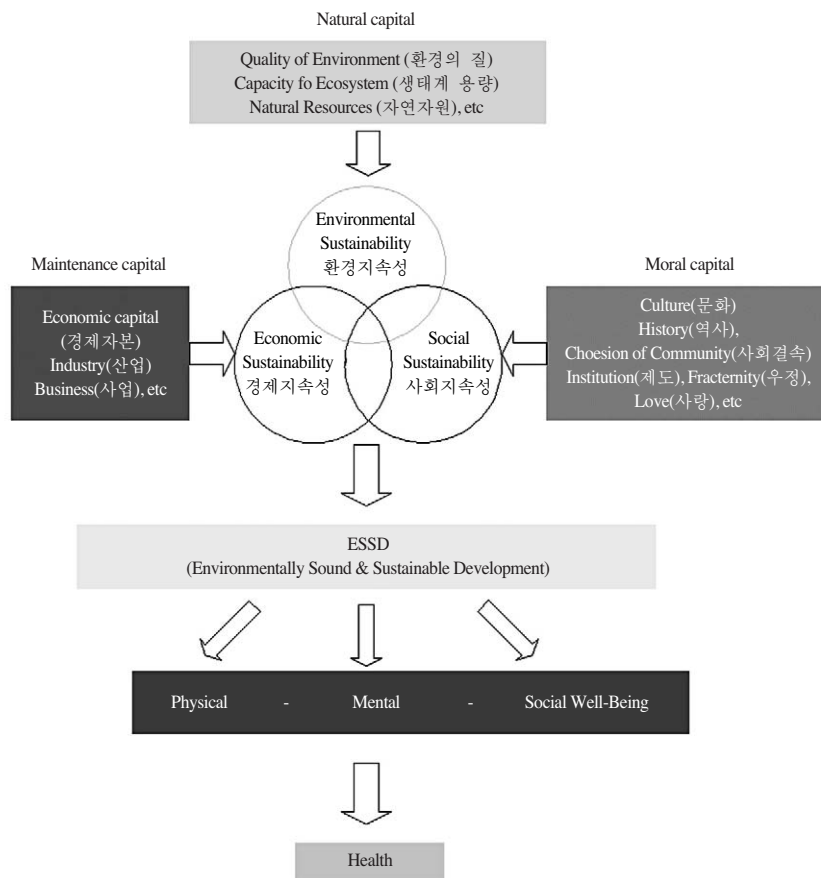 Natural capital
Quality of Environment (환경의 질)
Capacity fo Ecosystem (생태계 용량)
Natural Resources (자연자원), etc
Environmental
Sustainability
환경지속성
Maintenance capital
Economic capital
(경제자본)
Industry(산업)
Business(사업), etc
Economic
Sustainability
경제지속성
Social
Sustainability
사회지속성
Moral capital
Culture(문화)
History(역사),
Choesion of Community(사회결속)
Institution(제도), Fracternity(우정),
Love(사랑), etc
ESSD
(Environmentally Sound & Sustainable Development)
Physical - Mental - Social Well-Being
Health